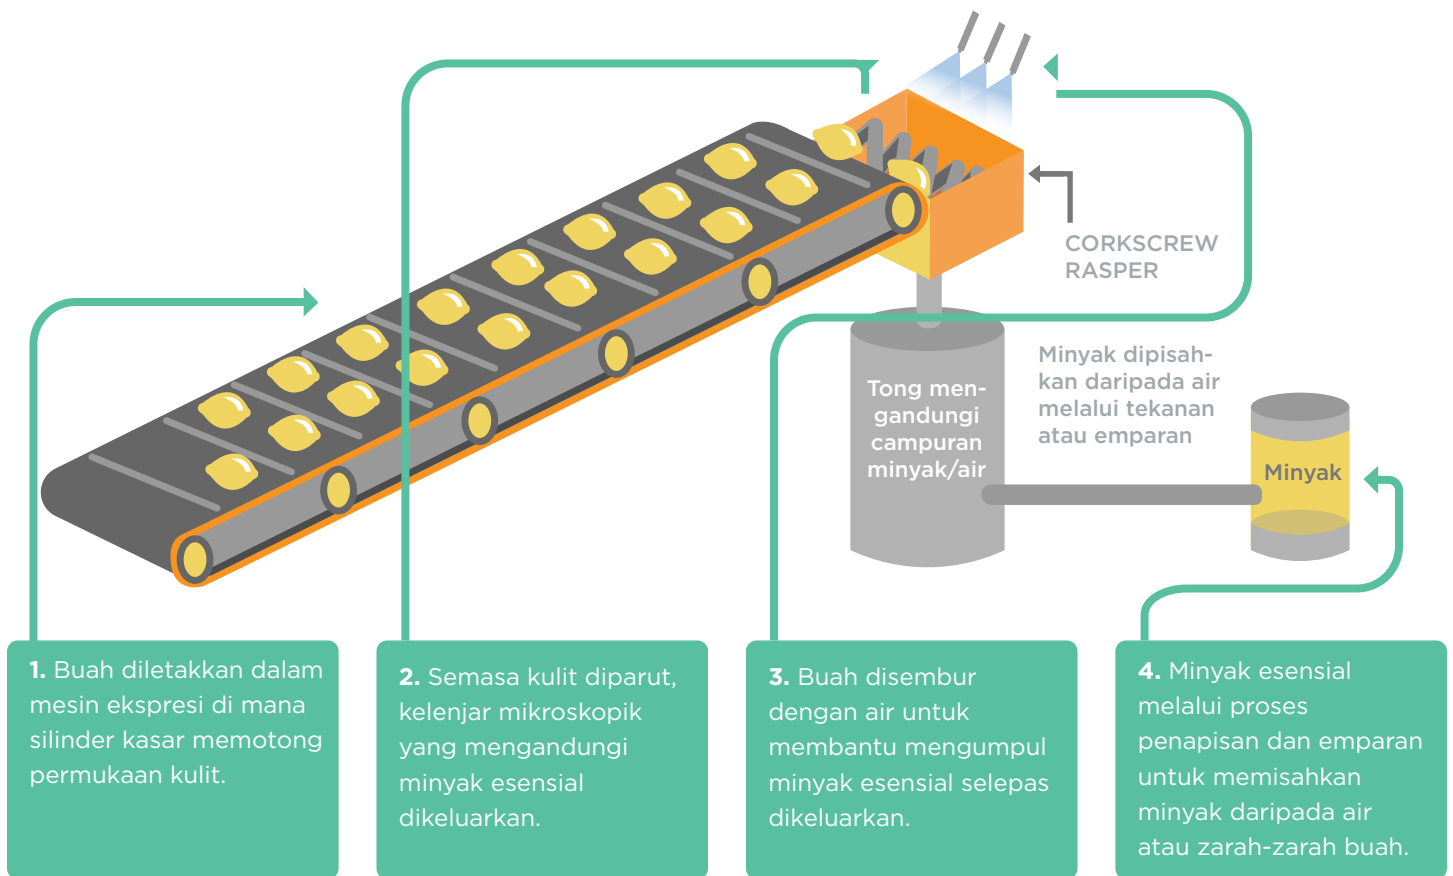 CORKSCREW
RASPER
Minyak dipisah-
kan daripada air
melalui tekanan
atau emparan
Tong men-
gandungi
campuran
minyak/air
Minyak
1. Buah diletakkan dalam
mesin ekspresi di mana
silinder kasar memotong
permukaan kulit.
2. Semasa kulit diparut,
kelenjar mikroskopik
yang mengandungi
minyak esensial
dikeluarkan.
3. Buah disembur
dengan air untuk
membantu mengumpul
minyak esensial selepas
dikeluarkan.
4. Minyak esensial
melalui proses
penapisan dan emparan
untuk memisahkan
minyak daripada air
atau zarah-zarah buah.